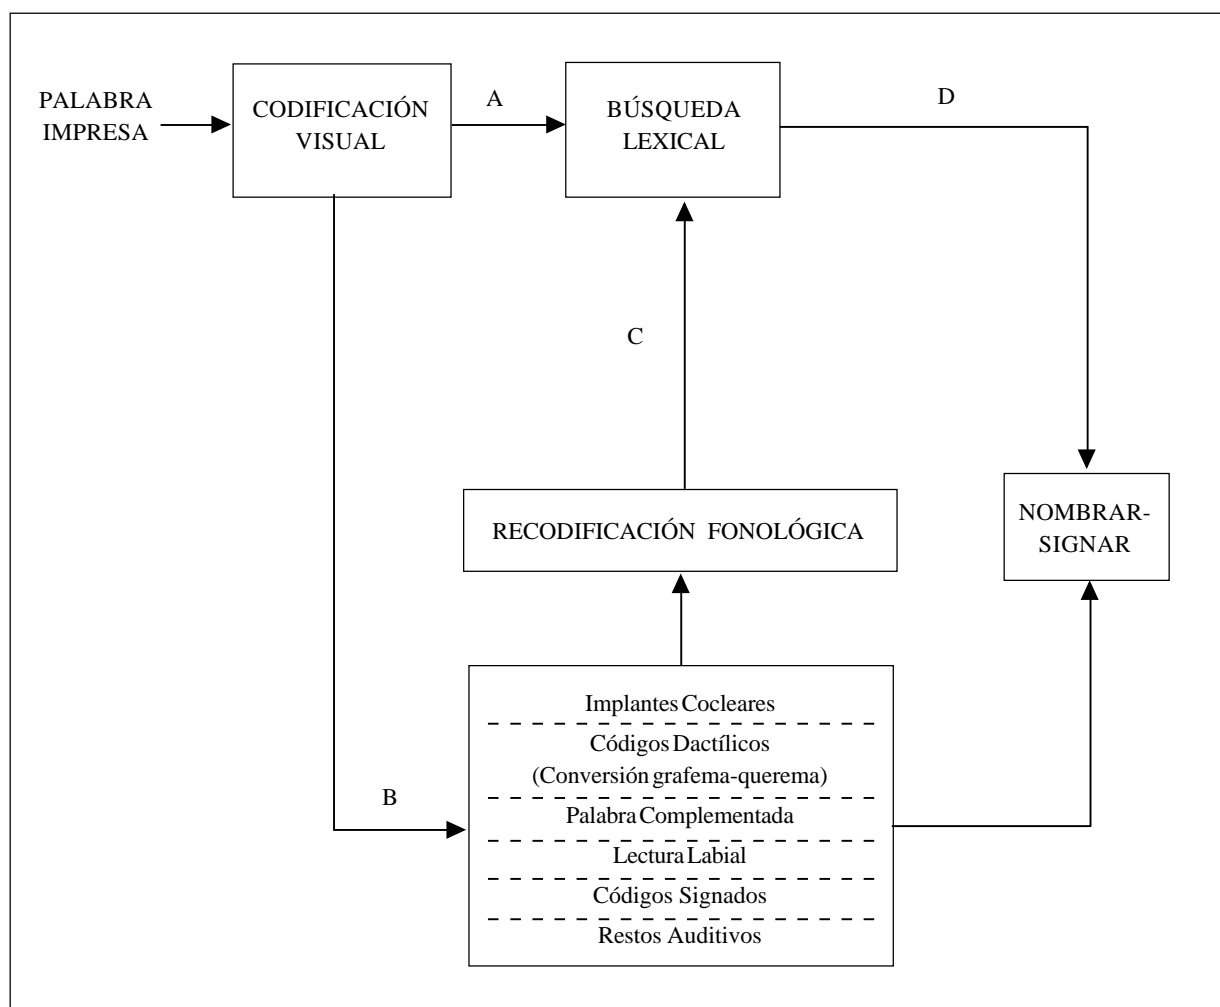 PALABRA
IMPRESA
CODIFICACIÓN
VISUAL
A
BÚSQUEDA
LEXICAL
D
C
RECODIFICACIÓN FONOLÓGICA
NOMBRAR-
SIGNAR
B
Implantes Cocleares
Códigos Dactílicos
(Conversión grafema-querema)
Palabra Complementada
Lectura Labial
Códigos Signados
Restos Auditivos